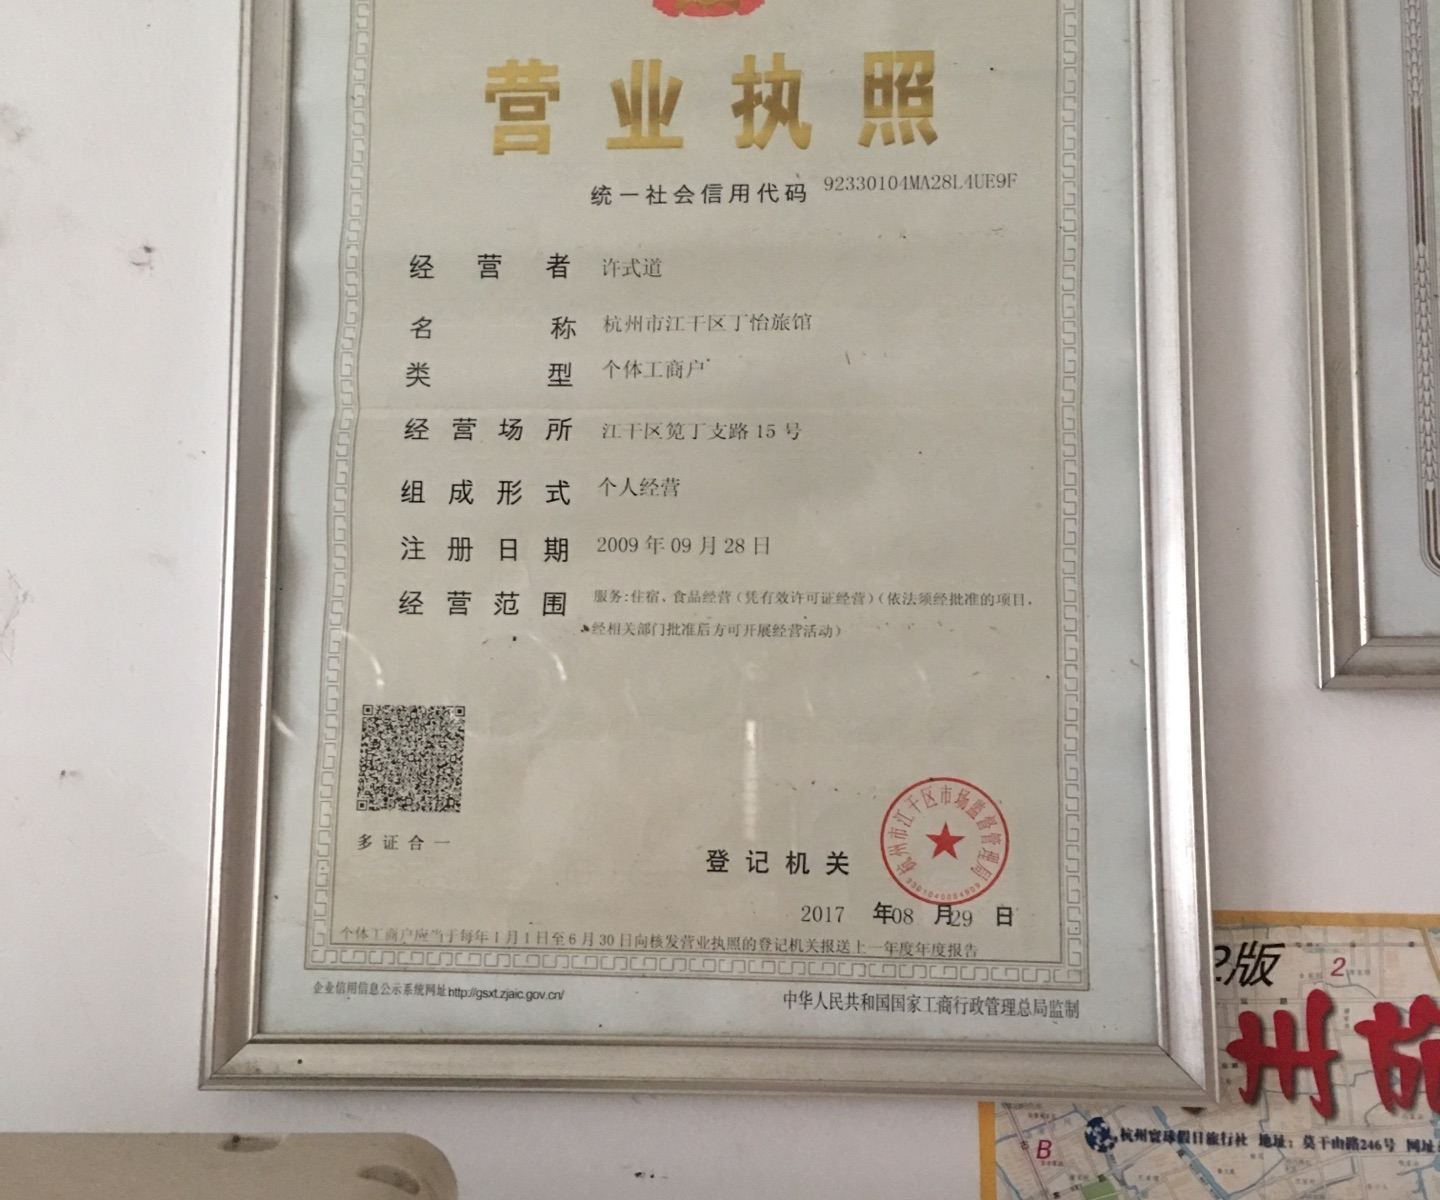 营业执照
统一社会信用代码 92330104MA28L4UE9F
经营者 许式道
名称 杭州市江干区丁怡旅馆
类型 个体工商户
经营场所 江干区笕丁支路 15 号
组成形式 个人经营
注册日期 2009 年 09 月 28 日
经营范围 服务:住宿、食品经营(凭有效许可证经营)(依法须经批准的项目,
经相关部门批准后方可开展经营活动)
多证合一
登记机关
杭州市江干区市场监督管理局
2017 年08 月29 日
个体工商户应当于每年1月1日至6月30日向核发营业执照的登记机关报送上一年度年度报告
企业信用信息公示系统网址http://gsxt.zjaic.gov.cn/
中华人民共和国国家工商行政管理总局监制
版
2
州旅
B
杭州寰球假日旅行社 地址:莫干山路246号 网址